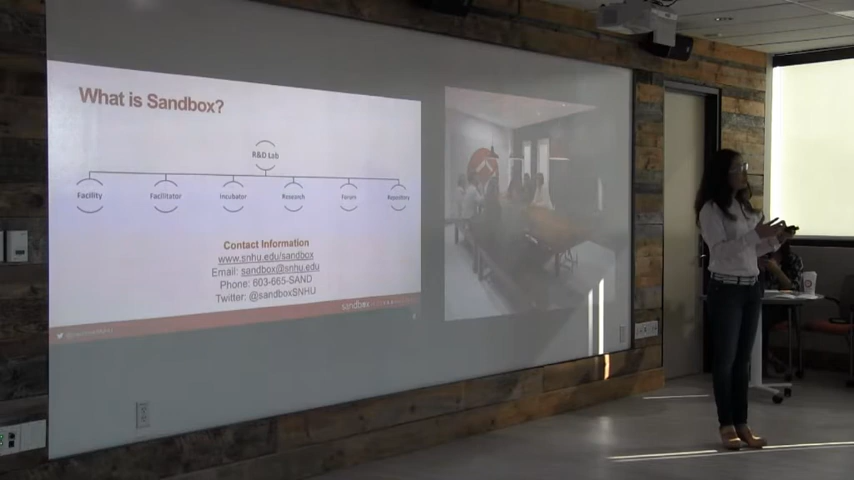 What is Sandbox?
R&D Lab
Facility
Facilitator
Incubator
Research
Forum
Repository
Contact Information
www.snhu.edu/sandbox
Email: sandbox@snhu.edu
Phone: 603-665-SAND
Twitter: @sandboxSNHU
sandbox